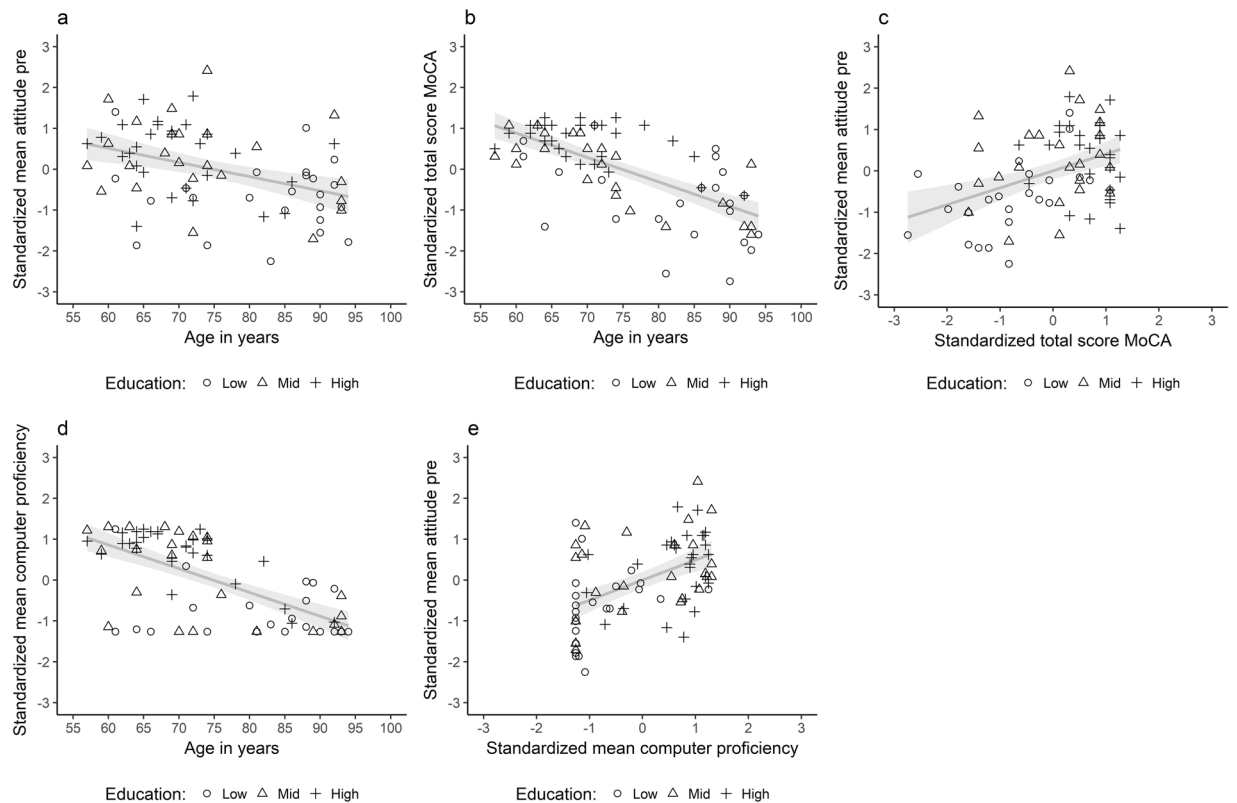 a
Standardized mean attitude pre
3
2
1
0
-1
-2
-3
55 60 65 70 75 80 85 90 95 100
Age in years
Education: Low Mid High
b
Standardized total score MoCA
3
2
1
0
-1
-2
-3
55 60 65 70 75 80 85 90 95 100
Age in years
Education: Low Mid High
c
Standardized mean attitude pre
3
2
1
0
-1
-2
-3
-3 -2 -1 0 1 2 3
Standardized total score MoCA
Education: Low Mid High
d
Standardized mean computer proficiency
3
2
1
0
-1
-2
-3
55 60 65 70 75 80 85 90 95 100
Age in years
Education: Low Mid High
e
Standardized mean attitude pre
3
2
1
0
-1
-2
-3
-3 -2 -1 0 1 2 3
Standardized mean computer proficiency
Education: Low Mid High